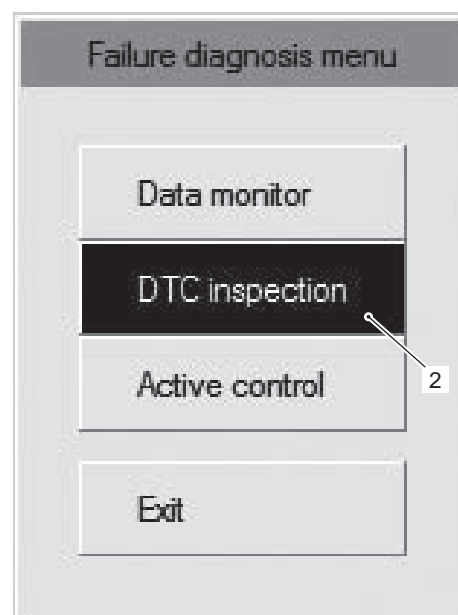 Failure diagnosis menu
Data monitor
DTC inspection
2
Active control
Exit